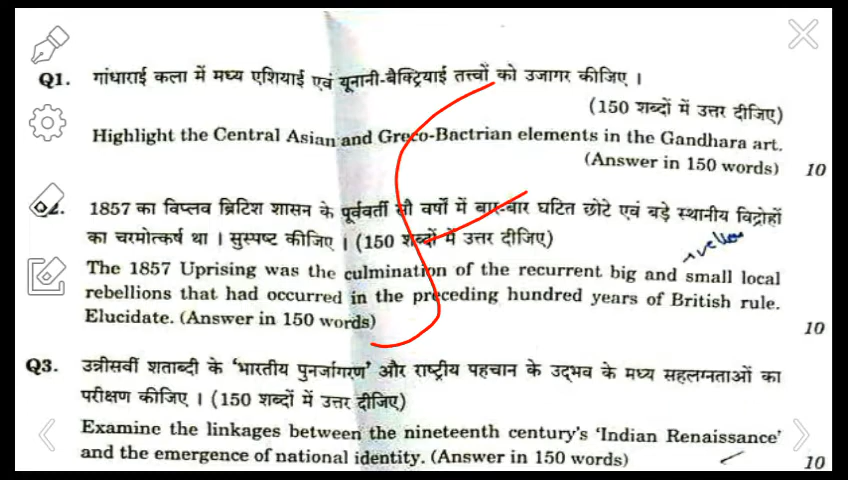 Q1. गांधाराई कला में मध्य एशियाई एवं यूनानी-बैक्ट्रियाई तत्त्वों को उजागर कीजिए ।
(150 शब्दों में उत्तर दीजिए)
Highlight the Central Asian and Greco-Bactrian elements in the Gandhara art.
(Answer in 150 words) 10
Q2. 1857 का विप्लव ब्रिटिश शासन के पूर्ववर्ती सौ वर्षों में बार-बार घटित छोटे एवं बड़े स्थानीय विद्रोहों
का चरमोत्कर्ष था । सुस्पष्ट कीजिए । (150 शब्दों में उत्तर दीजिए)
The 1857 Uprising was the culmination of the recurrent big and small local
rebellions that had occurred in the preceding hundred years of British rule.
Elucidate. (Answer in 150 words) 10
Q3. उन्नीसवीं शताब्दी के ‘भारतीय पुनर्जागरण’ और राष्ट्रीय पहचान के उद्भव के मध्य सहलग्नताओं का
परीक्षण कीजिए । (150 शब्दों में उत्तर दीजिए)
Examine the linkages between the nineteenth century's ‘Indian Renaissance’
and the emergence of national identity. (Answer in 150 words) 10